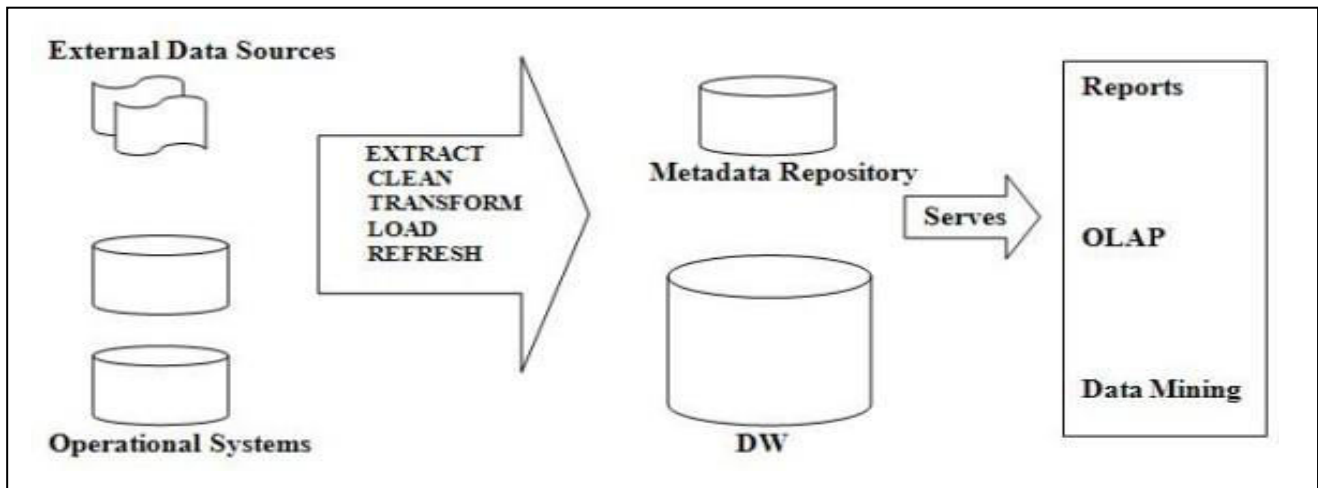 External Data Sources
EXTRACT
CLEAN
TRANSFORM
LOAD
REFRESH
Operational Systems
Metadata Repository
DW
Serves
Reports
OLAP
Data Mining